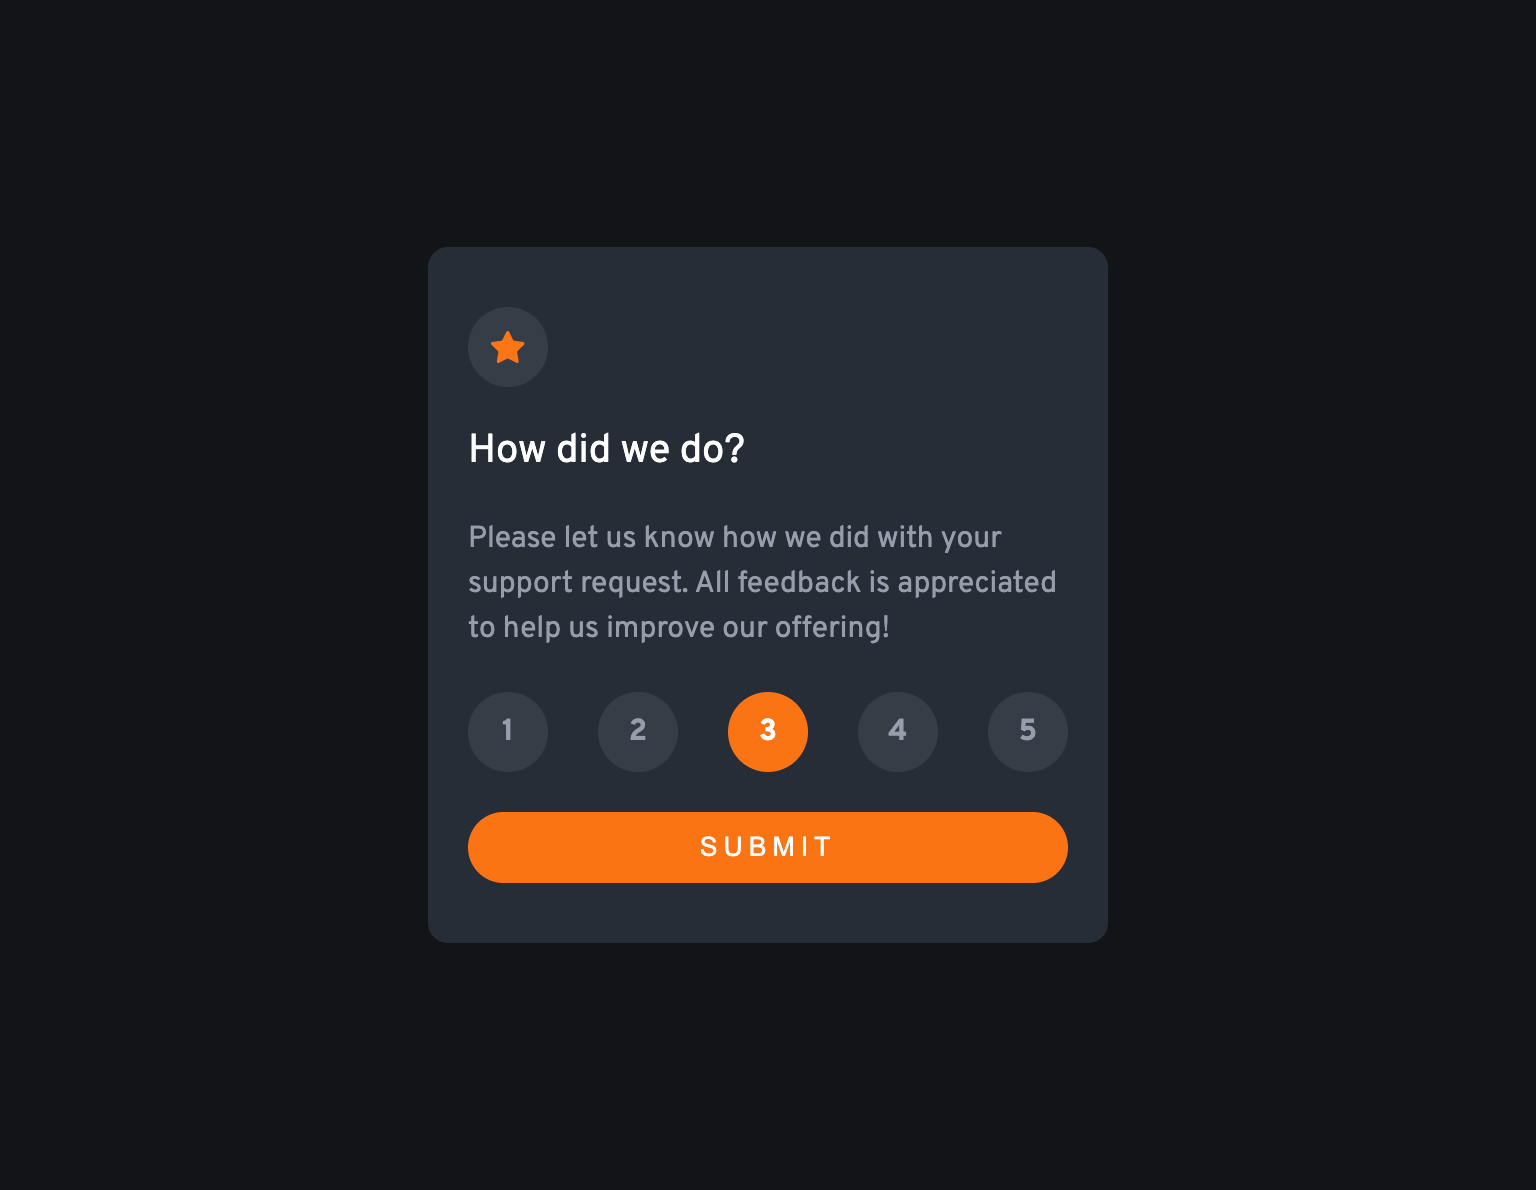 How did we do?
Please let us know how we did with your
support request. All feedback is appreciated
to help us improve our offering!
1 2 3 4 5
SUBMIT